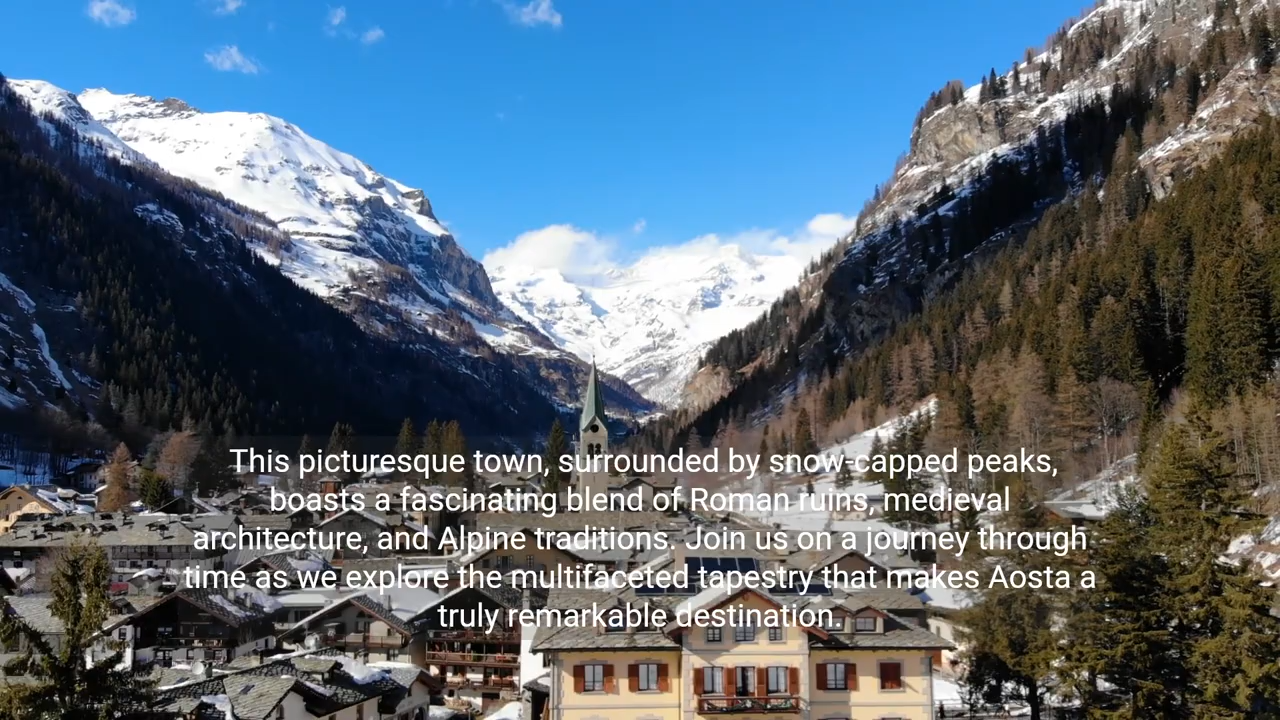 This picturesque town, surrounded by snow-capped peaks,
boasts a fascinating blend of Roman ruins, medieval
architecture, and Alpine traditions. Join us on a journey through
time as we explore the multifaceted tapestry that makes Aosta a
truly remarkable destination.